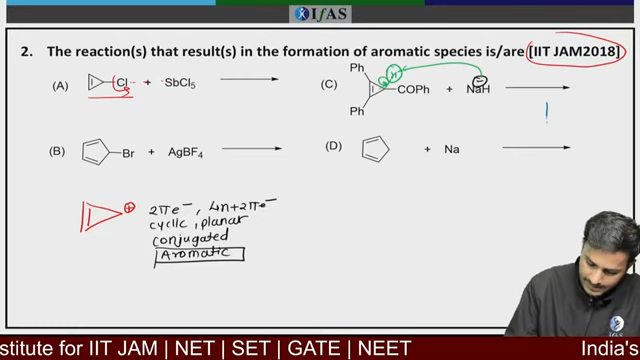 IFAS
2. The reaction(s) that result(s) in the formation of aromatic species is/are [IIT JAM2018]
(A) Cl + SbCl5
(C) Ph Ph H COPh + NaH
(B) Br + AgBF4
(D) + Na
⊕ 2πe⁻, 4n+2πe⁻
cyclic, planar
conjugated
Aromatic
stitute for IIT JAM | NET | SET | GATE | NEET India's